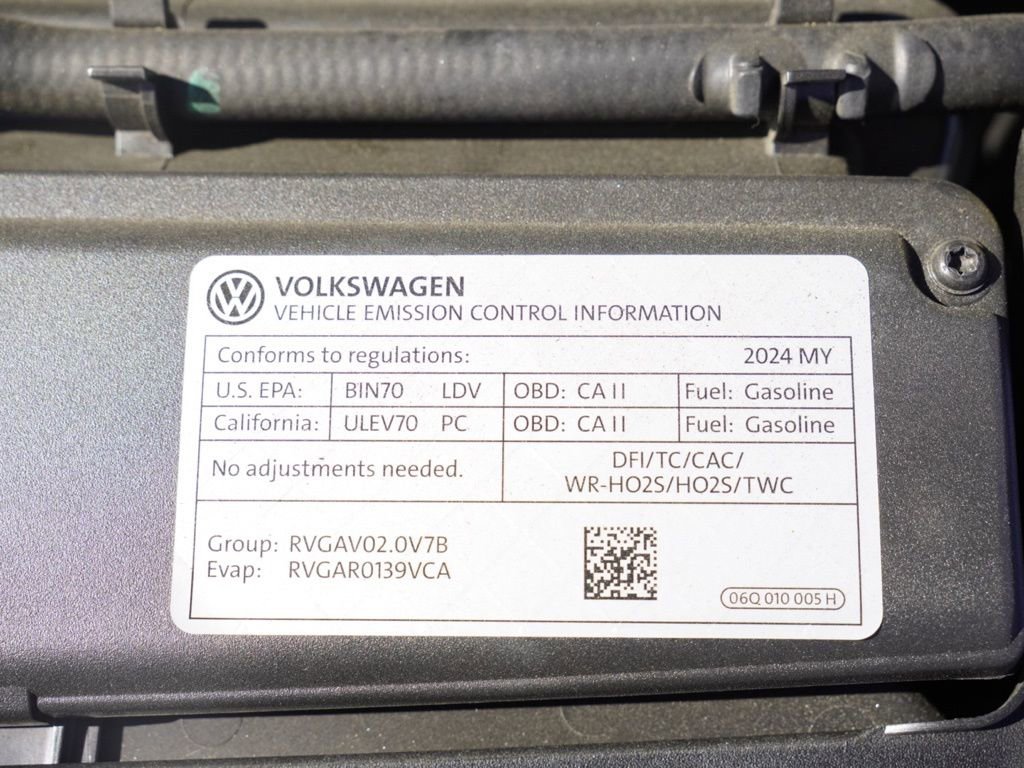 VOLKSWAGEN
VEHICLE EMISSION CONTROL INFORMATION
Conforms to regulations: 2024 MY
U.S. EPA: BIN70 LDV OBD: CA II Fuel: Gasoline
California: ULEV70 PC OBD: CA II Fuel: Gasoline
No adjustments needed.
DFI/TC/CAC/
WR-HO2S/HO2S/TWC
Group: RVGAV02.0V7B
Evap: RVGAR0139VCA
06Q 010 005 H